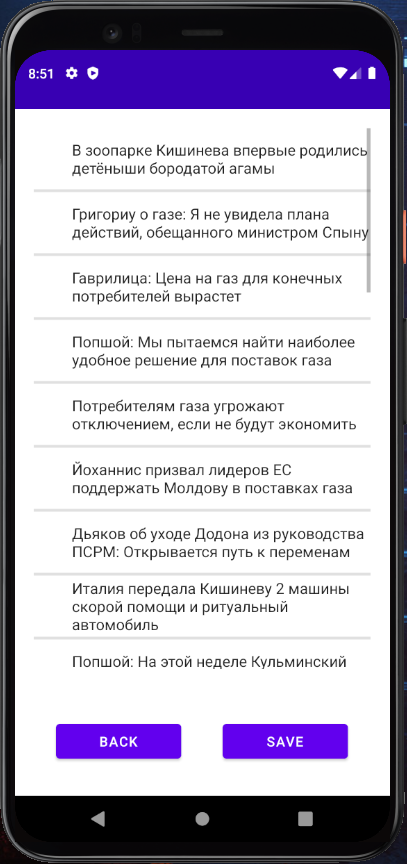 8:51
В зоопарке Кишинева впервые родились
детёныши бородатой агамы
Григориу о газе: Я не увидела плана
действий, обещанного министром Спыну
Гаврилица: Цена на газ для конечных
потребителей вырастет
Попшой: Мы пытаемся найти наиболее
удобное решение для поставок газа
Потребителям газа угрожают
отключением, если не будут экономить
Йоханнис призвал лидеров ЕС
поддержать Молдову в поставках газа
Дьяков об уходе Додона из руководства
ПСРМ: Открывается путь к переменам
Италия передала Кишиневу 2 машины
скорой помощи и ритуальный
автомобиль
Попшой: На этой неделе Кульминский
BACK
SAVE